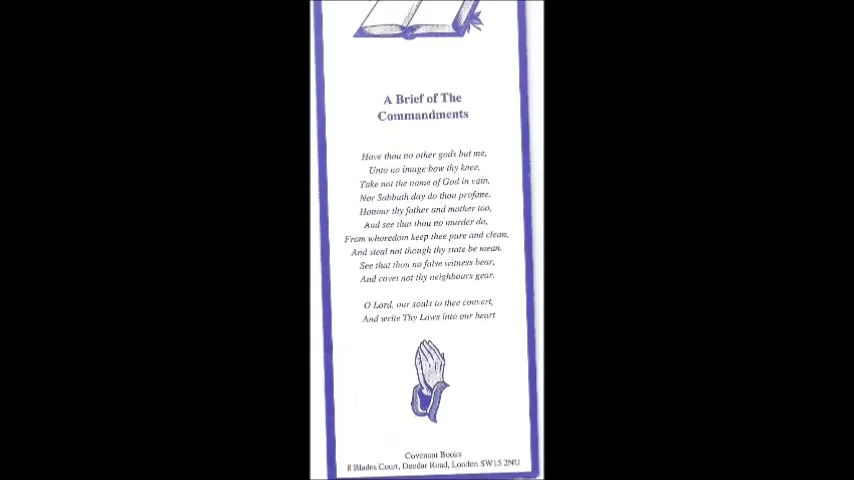 A Brief of The
Commandments
Have thou no other gods but me,
Unto no image bow thy knee,
Take not the name of God in vain,
Nor Sabbath day do thou profane.
Honour thy father and mother too,
And see that thou no murder do,
From whoredom keep thee pure and clean,
And steal not though thy state be mean.
See that thou no false witness bear,
And covet not thy neighbours gear,
O Lord, our souls to thee convert,
And write Thy Laws into our heart
Covenant Books
8 Blades Court, Deodar Road, London SW15 2NU